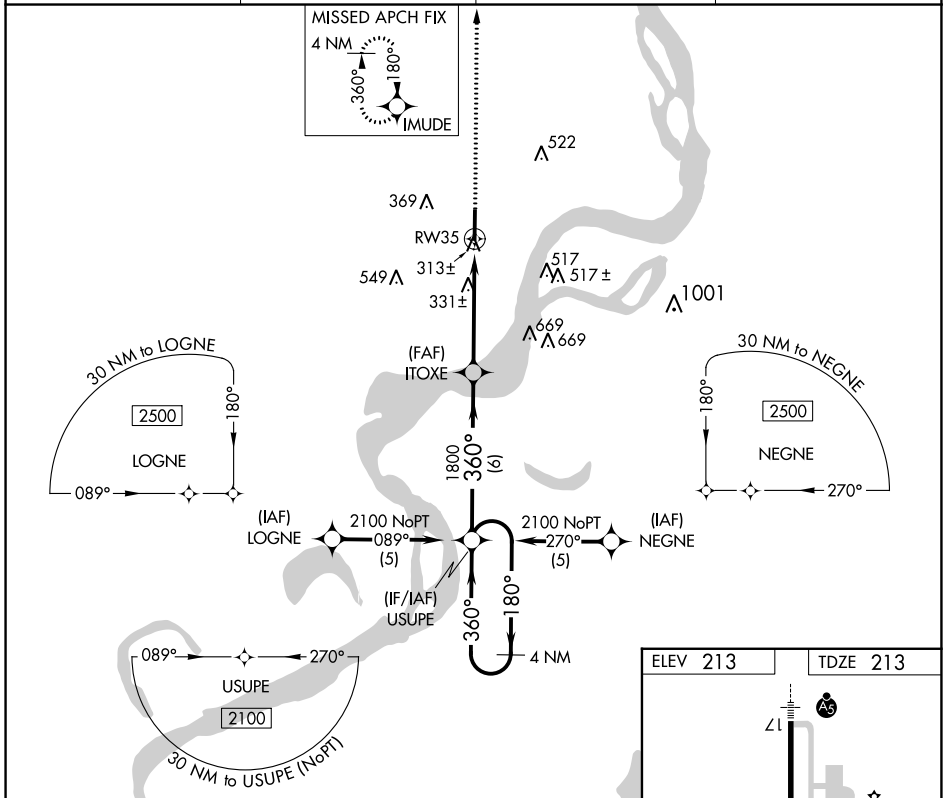 MISSED APCH FIX
4 NM
360°
180°
IMUDE
522
369
RW35
313±
517
517 ±
549
331±
1001
669
669
(FAF)
ITOXE
30 NM to LOGNE
2500
180°
LOGNE
089°
30 NM to NEGNE
180°
2500
NEGNE
270°
1800
360°
(6)
(IAF)
LOGNE
2100 NoPT
089°
(5)
2100 NoPT
270°
(5)
(IAF)
NEGNE
(IF/IAF)
USUPE
360°
180°
4 NM
089°
270°
USUPE
2100
30 NM to USUPE (NoPT)
ELEV 213
TDZE 213
17
A5